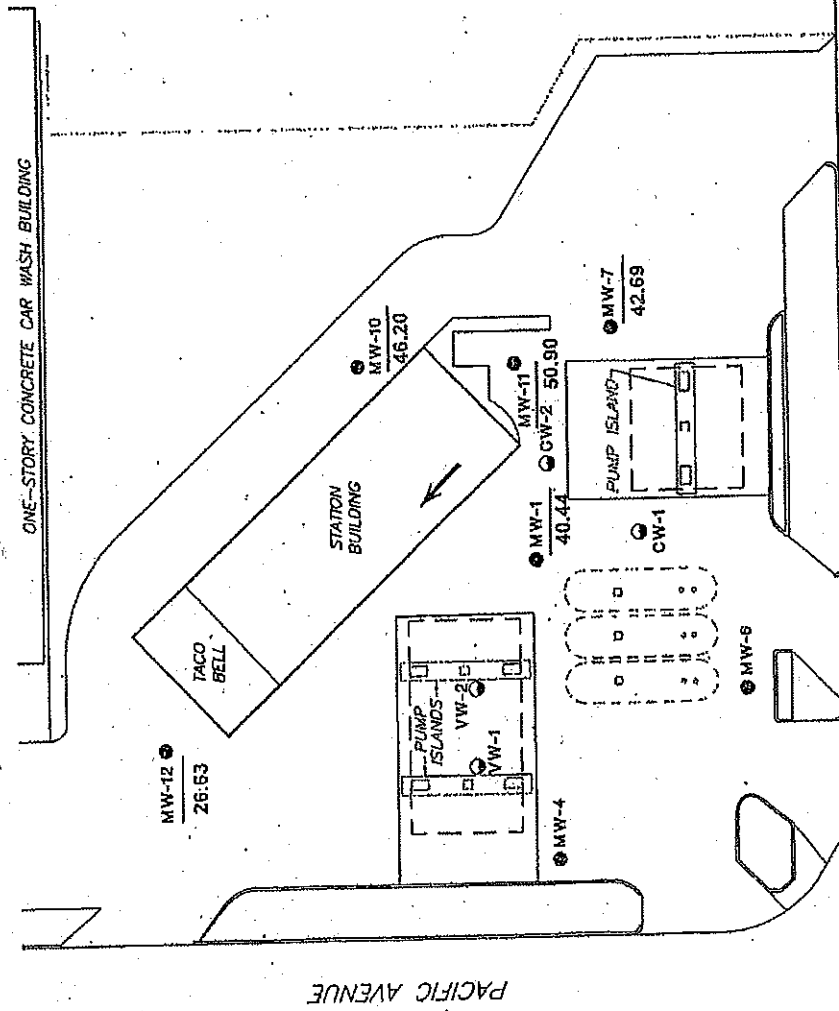 ONE-STORY CONCRETE CAR WASH BUILDING
MW-10
46.20
MW-7
42.69
MW-11
50.90
GW-2
PUMP ISLAND
STATION
BUILDING
MW-1
40.44
CW-1
TACO
BELL
PUMP
ISLANDS
VW-2
VW-1
MW-6
MW-12
26.63
MW-4
PACIFIC AVENUE